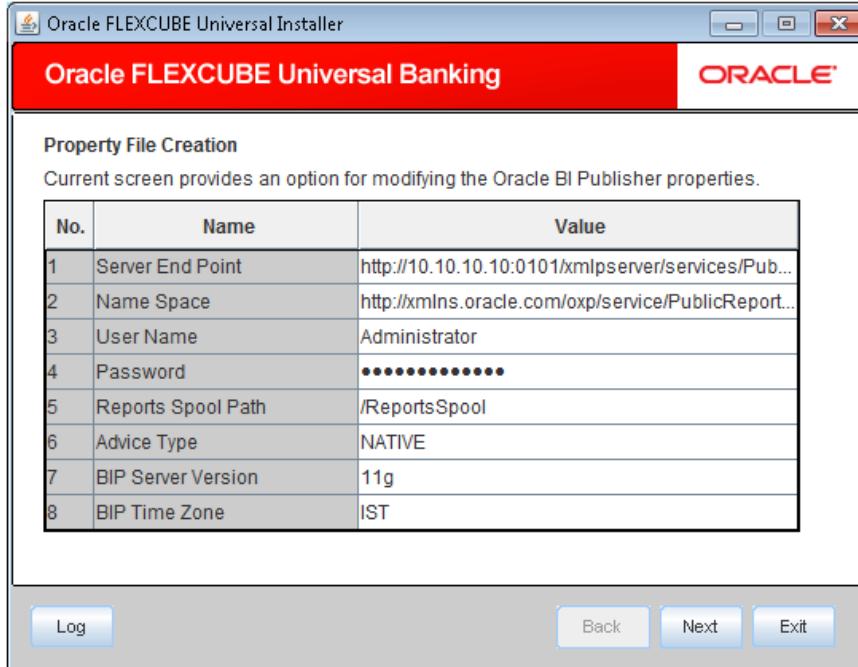 Oracle FLEXCUBE Universal Installer
Oracle FLEXCUBE Universal Banking
ORACLE
Property File Creation
Current screen provides an option for modifying the Oracle BI Publisher properties.
No. Name Value
1 Server End Point http://10.10.10.10:0101/xmlpserver/services/Pub...
2 Name Space http://xmlns.oracle.com/oxp/service/PublicReport...
3 User Name Administrator
4 Password •••••••••••••
5 Reports Spool Path /ReportsSpool
6 Advice Type NATIVE
7 BIP Server Version 11g
8 BIP Time Zone IST
Log Back Next Exit